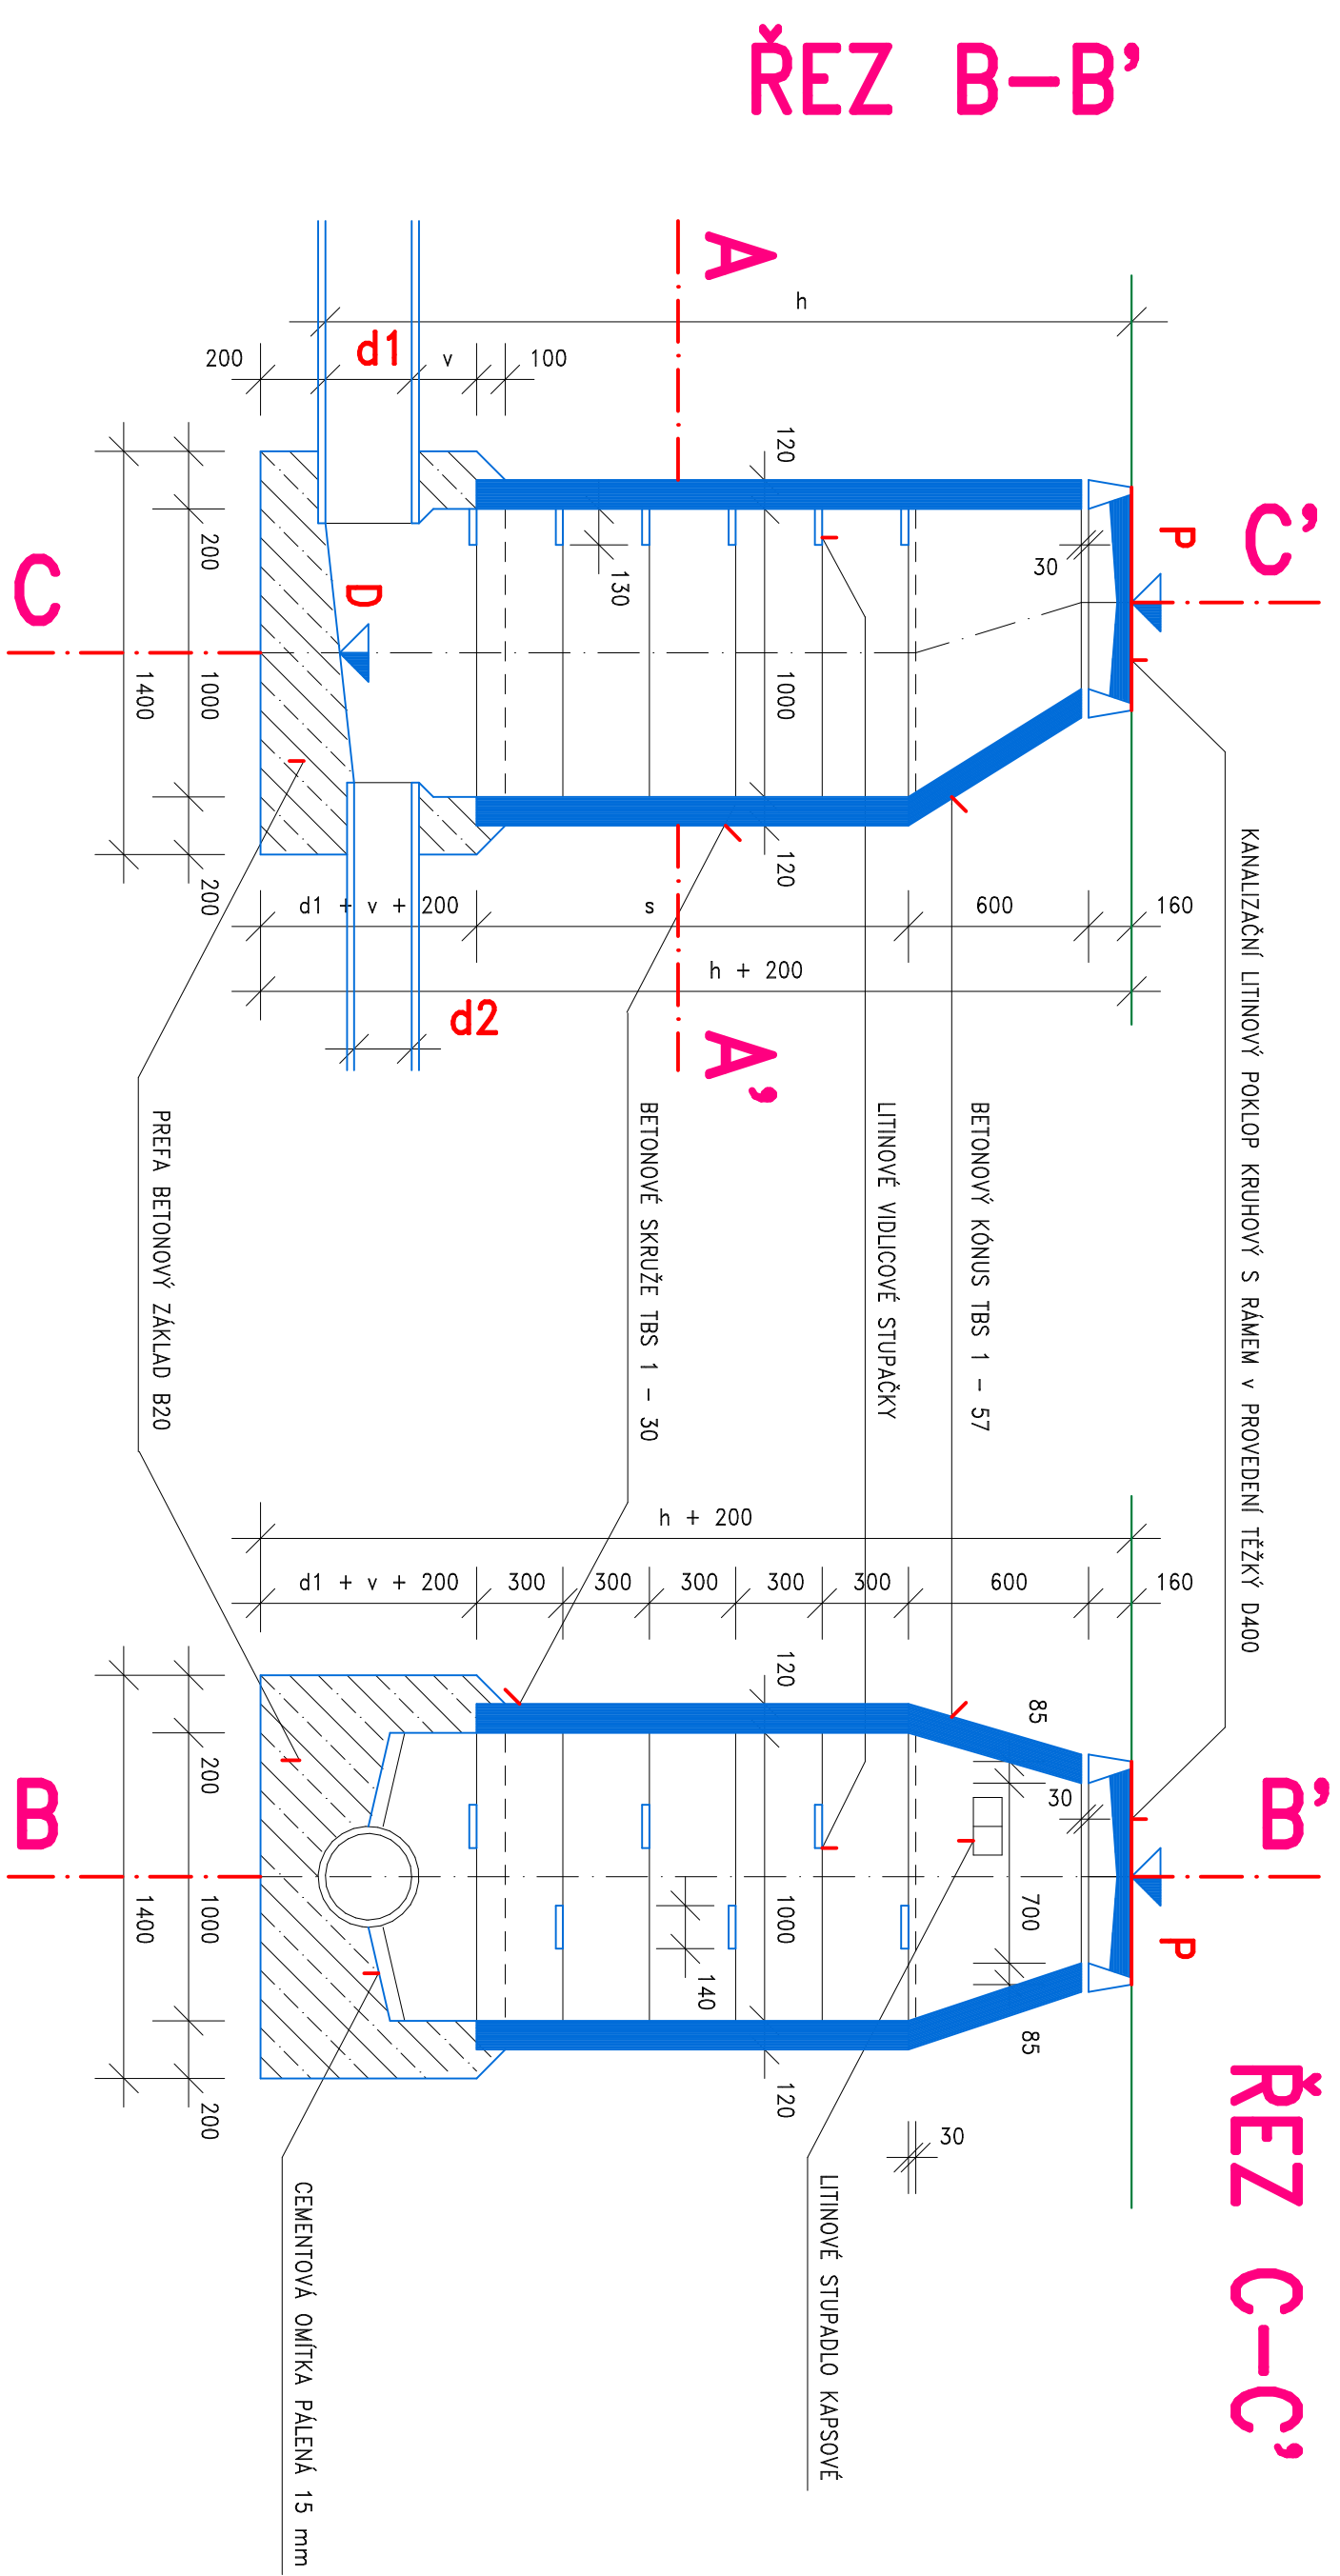 ŘEZ B-B'
ŘEZ C-C'
C'
P
KANALIZAČNÍ LITINOVÝ POKLOP KRUHOVÝ S RÁMEM v PROVEDENÍ TĚŽKÝ D400
B'
P
BETONOVÝ KÓNUS TBS 1 - 57
LITINOVÉ VIDLICOVÉ STUPAČKY
BETONOVÉ SKRUŽE TBS 1 - 30
PREFA BETONOVÝ ZÁKLAD B20
LITINOVÉ STUPADLO KAPSOVÉ
CEMENTOVÁ OMÍTKA PÁLENÁ 15 mm
A
A'
h
200
d1
v
100
120
1000
120
130
30
D
200
1000
200
1400
C
d1 + v + 200
s
600
160
h + 200
d2
h + 200
d1 + v + 200
300
300
300
300
300
600
160
85
30
700
85
120
1000
120
140
30
200
1000
200
1400
B